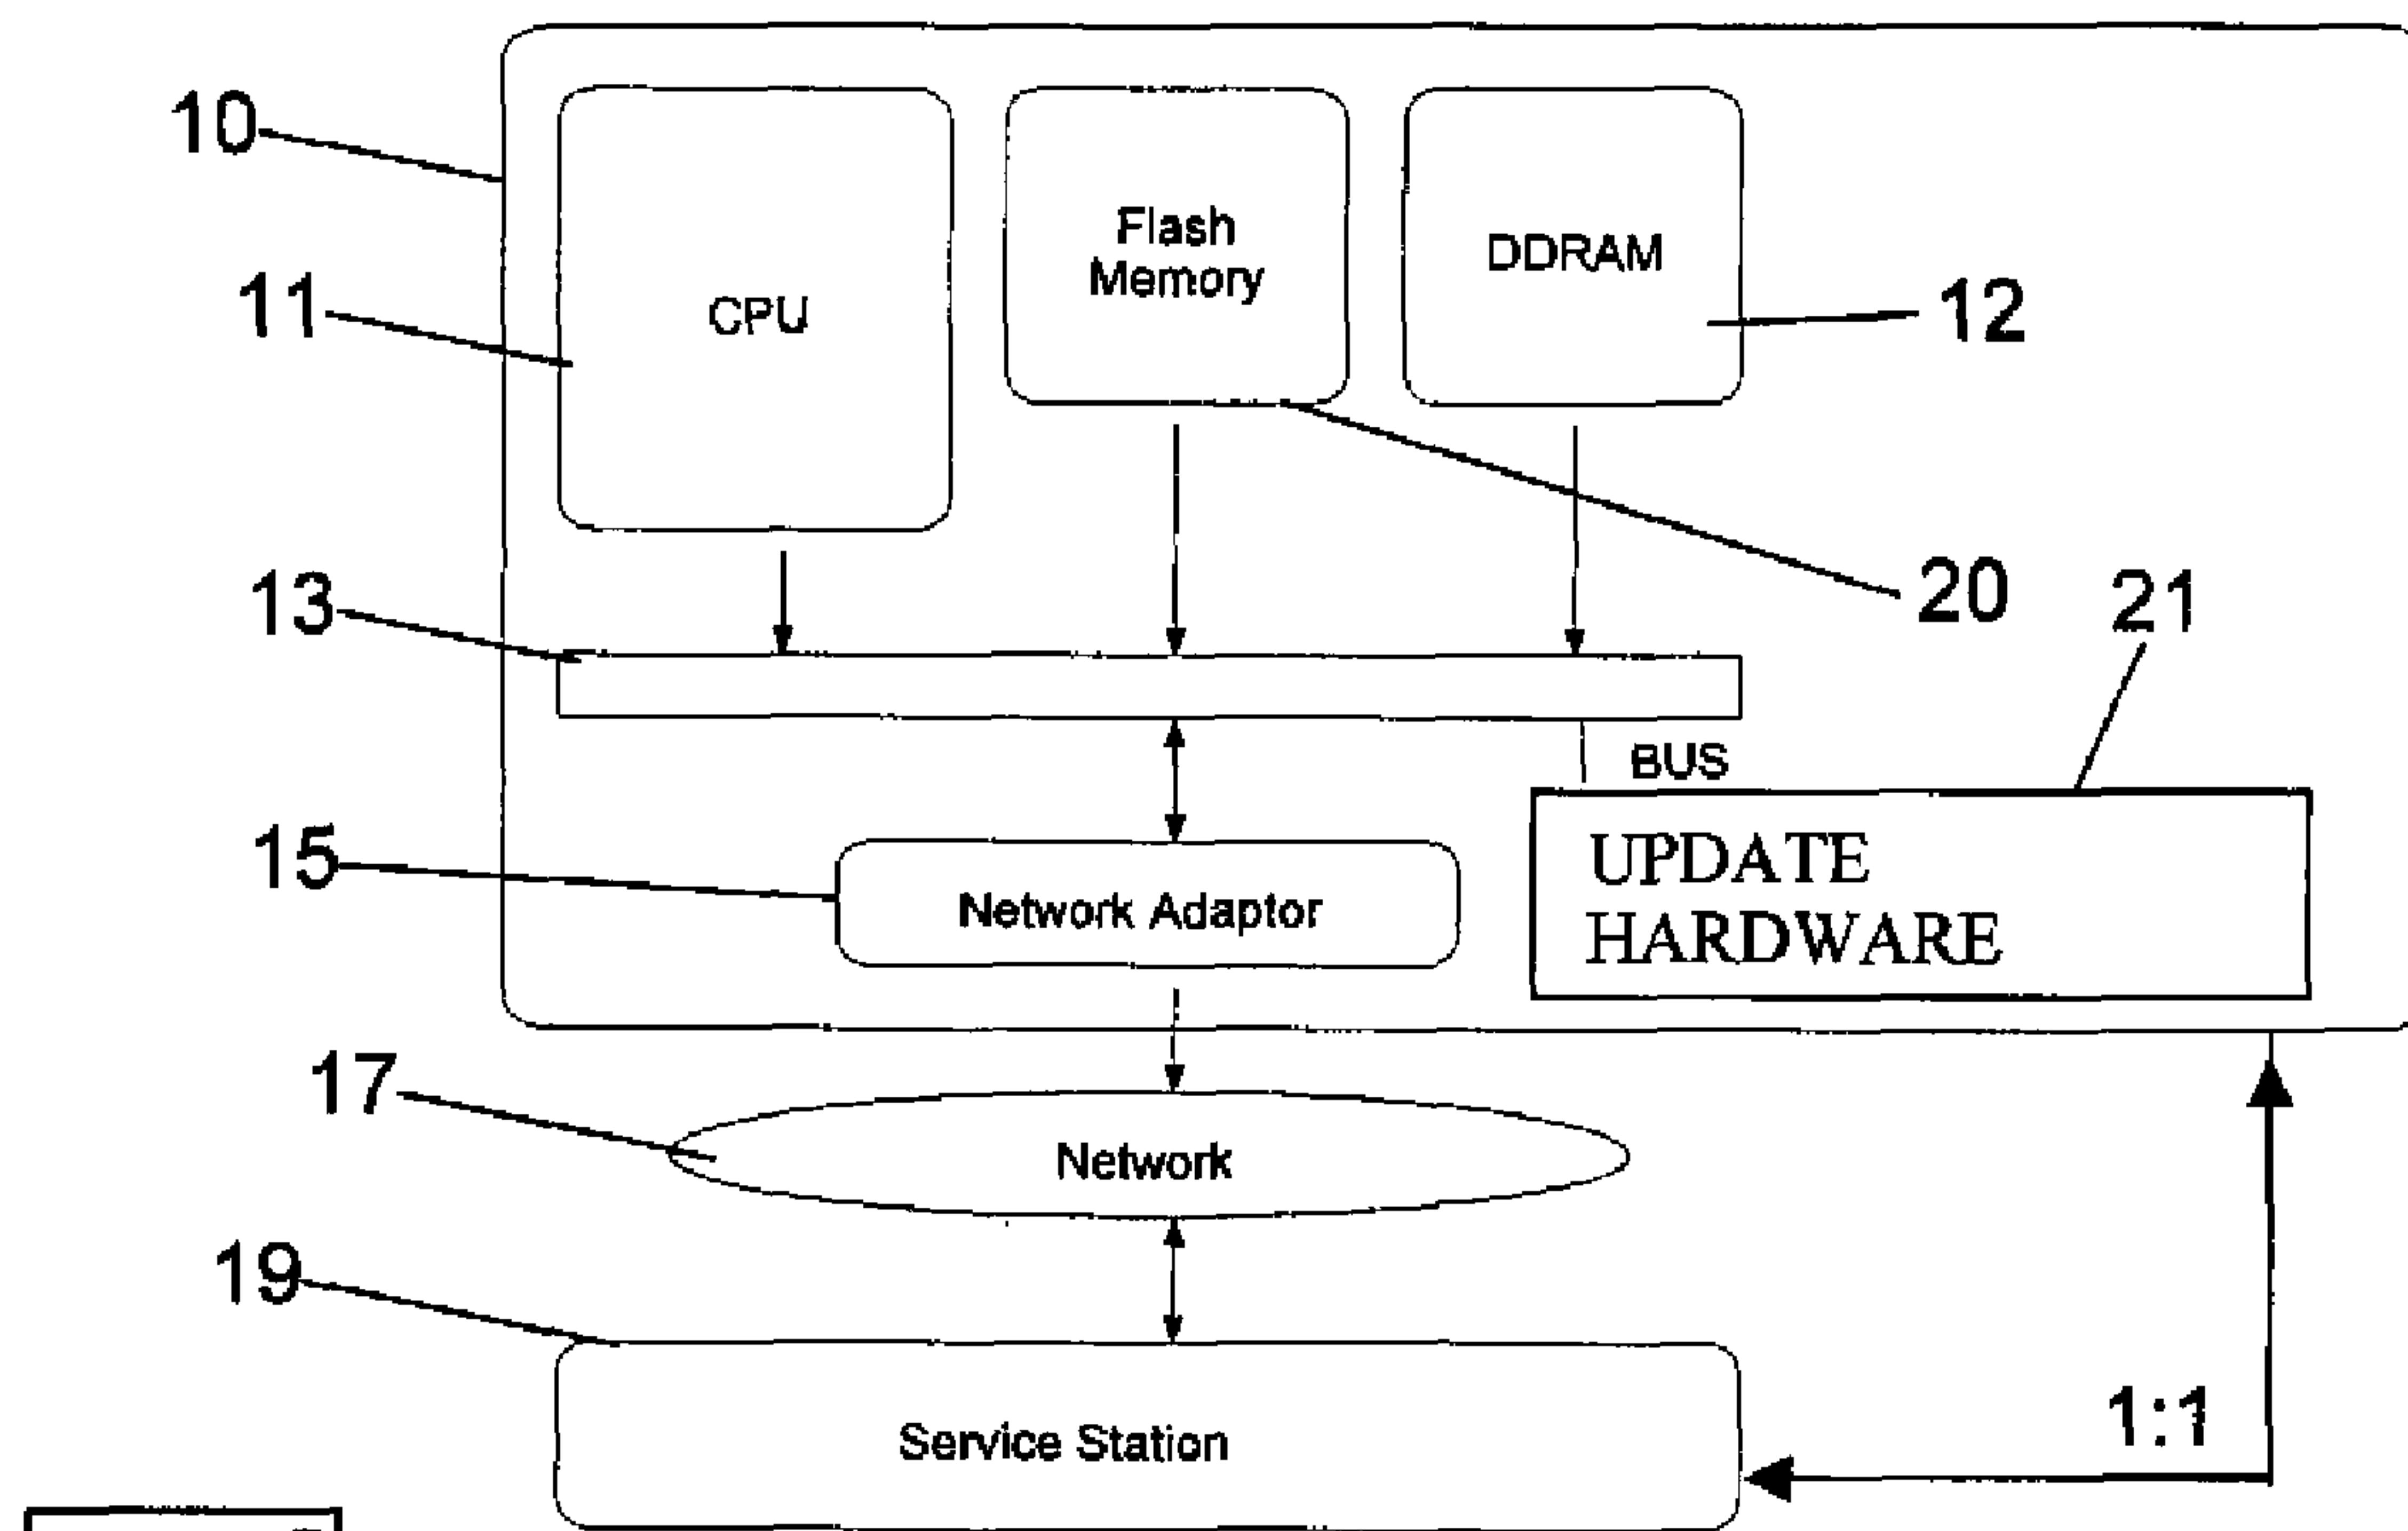 10
11
CPU
Flash
Memory
DDRAM
12
13
20
21
BUS
15
Network Adaptor
UPDATE
HARDWARE
17
Network
19
Service Station
1:1